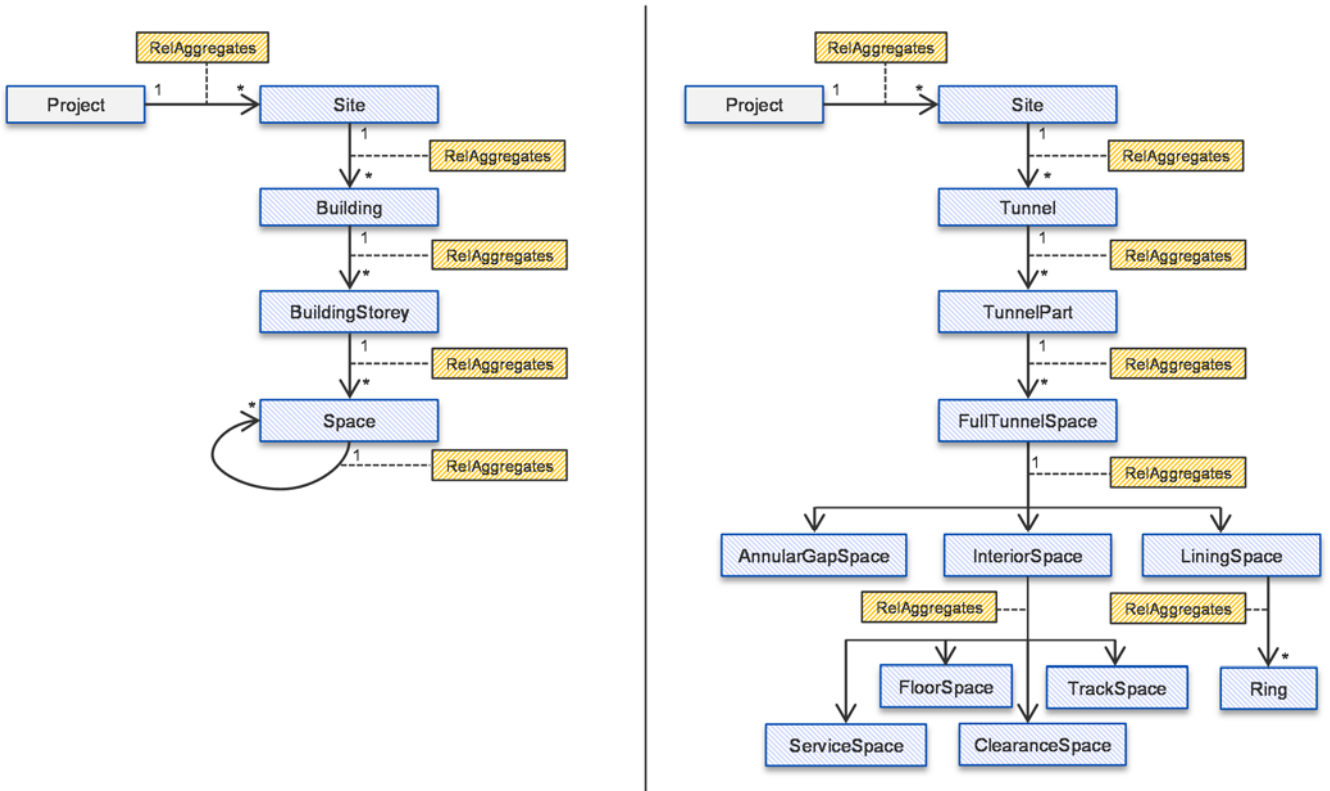 RelAggregates
Project
1
*
Site
1
RelAggregates
*
Building
1
RelAggregates
*
BuildingStorey
1
RelAggregates
*
*
Space
1
RelAggregates
RelAggregates
Project
1
*
Site
1
RelAggregates
*
Tunnel
1
RelAggregates
*
TunnelPart
1
RelAggregates
*
FullTunnelSpace
1
RelAggregates
AnnularGapSpace
InteriorSpace
LiningSpace
RelAggregates
RelAggregates
*
FloorSpace
TrackSpace
Ring
ServiceSpace
ClearanceSpace